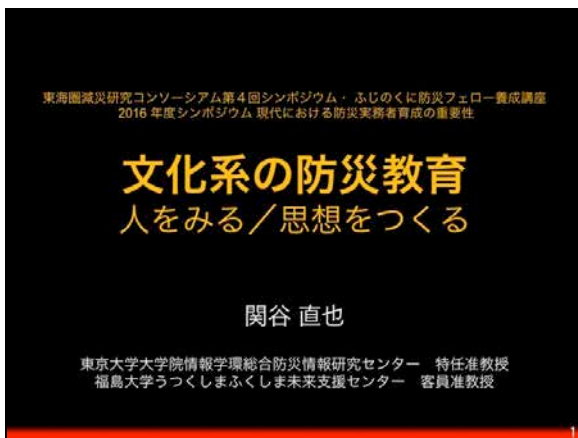 東海圏減災研究コンソーシアム第4回シンポジウム・ ふじのくに防災フェロー養成講座
2016 年度シンポジウム 現代における防災実務者育成の重要性
文化系の防災教育
人をみる／思想をつくる
関谷 直也
東京大学大学院情報学環総合防災情報研究センター　特任准教授
福島大学うつくしまふくしま未来支援センター　客員准教授
1